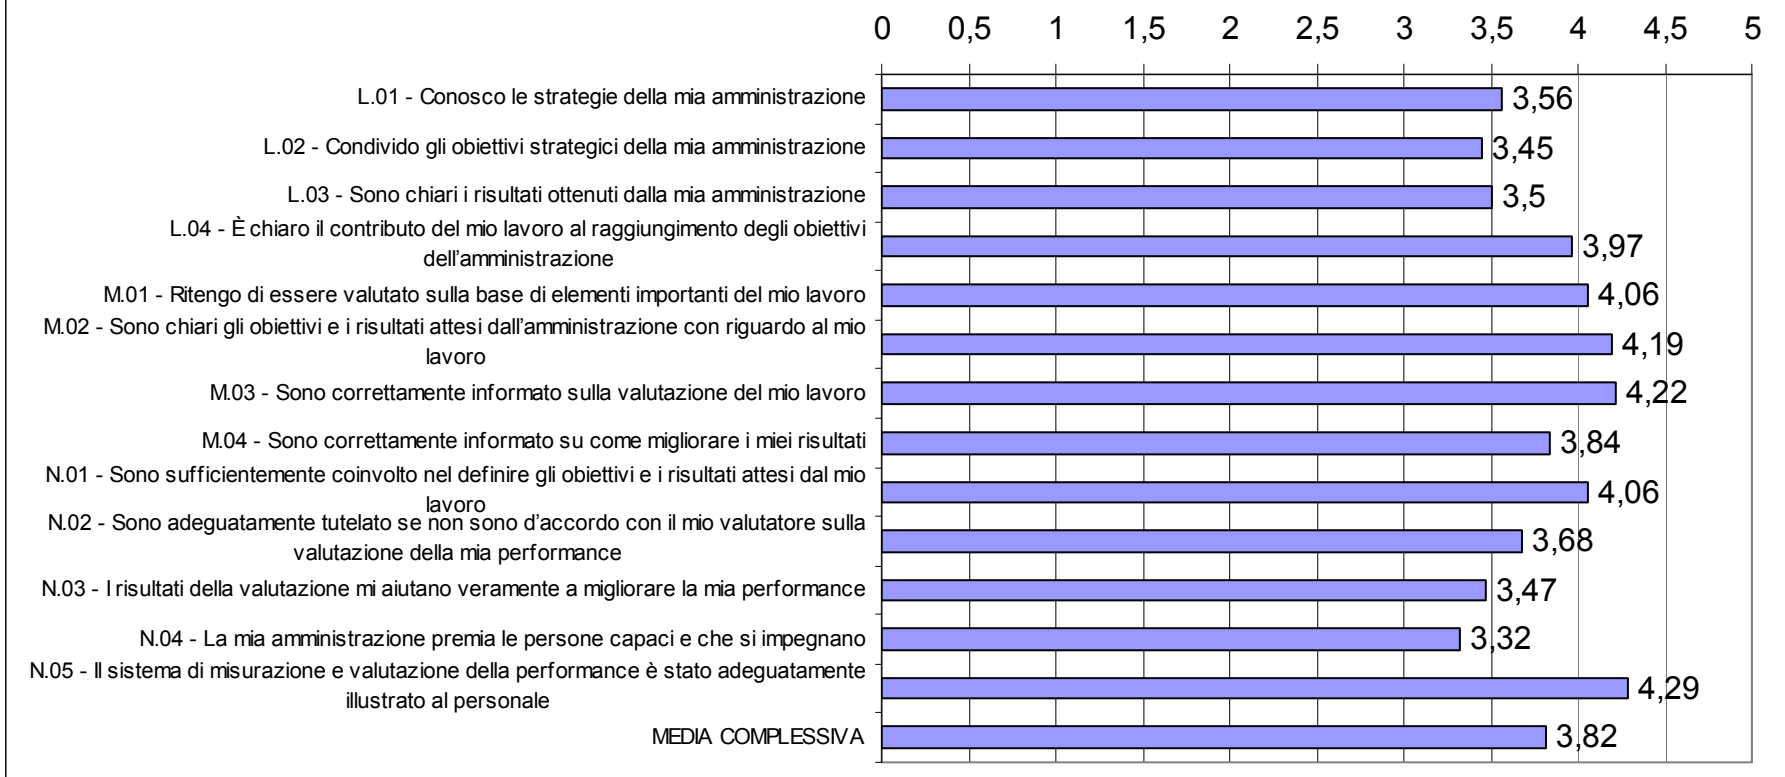 0 0,5 1 1,5 2 2,5 3 3,5 4 4,5 5
L.01 - Conosco le strategie della mia amministrazione 3,56
L.02 - Condivido gli obiettivi strategici della mia amministrazione 3,45
L.03 - Sono chiari i risultati ottenuti dalla mia amministrazione 3,5
L.04 - È chiaro il contributo del mio lavoro al raggiungimento degli obiettivi
dell’amministrazione 3,97
M.01 - Ritengo di essere valutato sulla base di elementi importanti del mio lavoro 4,06
M.02 - Sono chiari gli obiettivi e i risultati attesi dall’amministrazione con riguardo al mio
lavoro 4,19
M.03 - Sono correttamente informato sulla valutazione del mio lavoro 4,22
M.04 - Sono correttamente informato su come migliorare i miei risultati 3,84
N.01 - Sono sufficientemente coinvolto nel definire gli obiettivi e i risultati attesi dal mio
lavoro 4,06
N.02 - Sono adeguatamente tutelato se non sono d’accordo con il mio valutatore sulla
valutazione della mia performance 3,68
N.03 - I risultati della valutazione mi aiutano veramente a migliorare la mia performance 3,47
N.04 - La mia amministrazione premia le persone capaci e che si impegnano 3,32
N.05 - Il sistema di misurazione e valutazione della performance è stato adeguatamente
illustrato al personale 4,29
MEDIA COMPLESSIVA 3,82